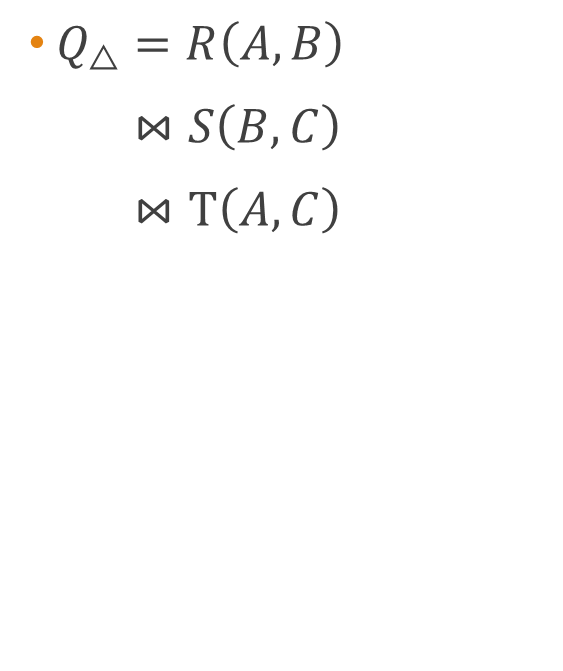 • Q△ = R(A, B)
⋈ S(B, C)
⋈ T(A, C)